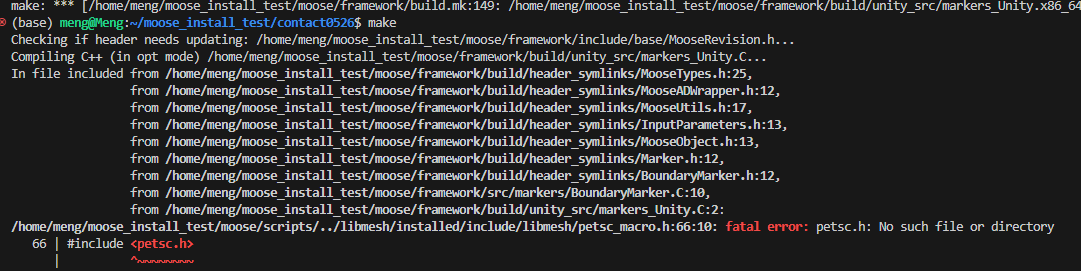 make: *** [/home/meng/moose_install_test/moose/framework/build.mk:149: /home/meng/moose_install_test/moose/framework/build/unity_src/markers_Unity.x86_64
(base) meng@Meng:~/moose_install_test/contact0526$ make
Checking if header needs updating: /home/meng/moose_install_test/moose/framework/include/base/MooseRevision.h...
Compiling C++ (in opt mode) /home/meng/moose_install_test/moose/framework/build/unity_src/markers_Unity.C...
In file included from /home/meng/moose_install_test/moose/framework/build/header_symlinks/MooseTypes.h:25,
from /home/meng/moose_install_test/moose/framework/build/header_symlinks/MooseADWrapper.h:12,
from /home/meng/moose_install_test/moose/framework/build/header_symlinks/MooseUtils.h:17,
from /home/meng/moose_install_test/moose/framework/build/header_symlinks/InputParameters.h:13,
from /home/meng/moose_install_test/moose/framework/build/header_symlinks/MooseObject.h:13,
from /home/meng/moose_install_test/moose/framework/build/header_symlinks/Marker.h:12,
from /home/meng/moose_install_test/moose/framework/build/header_symlinks/BoundaryMarker.h:12,
from /home/meng/moose_install_test/moose/framework/src/markers/BoundaryMarker.C:10,
from /home/meng/moose_install_test/moose/framework/build/unity_src/markers_Unity.C:2:
/home/meng/moose_install_test/moose/scripts/../libmesh/installed/include/libmesh/petsc_macro.h:66:10: fatal error: petsc.h: No such file or directory
66 | #include <petsc.h>
| ^~~~~~~~~